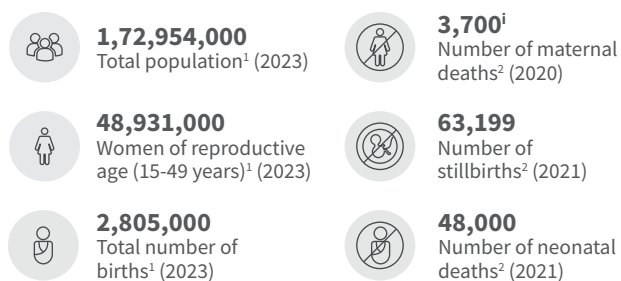 1,72,954,000
Total population¹ (2023)
48,931,000
Women of reproductive
age (15-49 years)¹ (2023)
2,805,000
Total number of
births¹ (2023)
3,700ⁱ
Number of maternal
deaths² (2020)
63,199
Number of
stillbirths² (2021)
48,000
Number of neonatal
deaths² (2021)